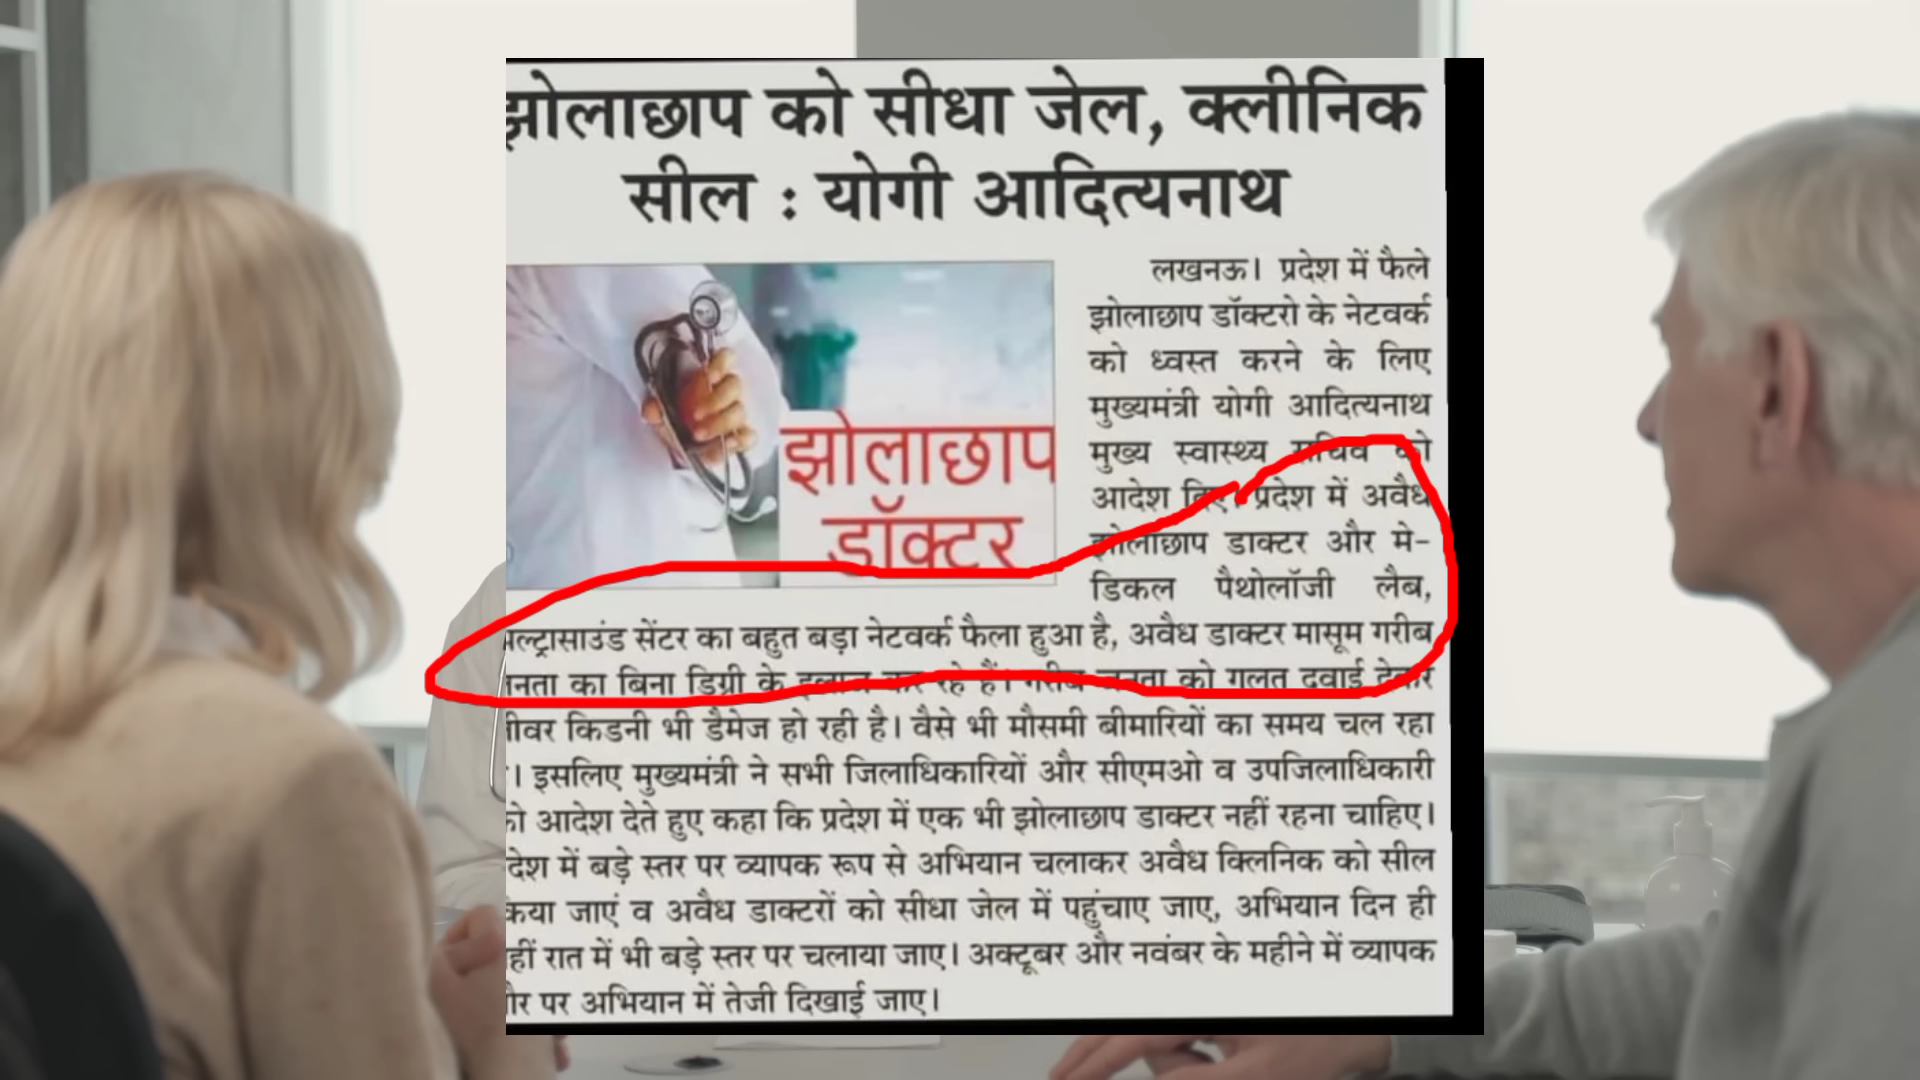 झोलाछाप को सीधा जेल, क्लीनिक
सील : योगी आदित्यनाथ
झोलाछाप
डॉक्टर
लखनऊ। प्रदेश में फैले
झोलाछाप डॉक्टरो के नेटवर्क
को ध्वस्त करने के लिए
मुख्यमंत्री योगी आदित्यनाथ
मुख्य स्वास्थ्य सचिव को
आदेश दिए। प्रदेश में अवैध
झोलाछाप डाक्टर और मे-
डिकल पैथोलॉजी लैब,
अल्ट्रासाउंड सेंटर का बहुत बड़ा नेटवर्क फैला हुआ है, अवैध डाक्टर मासूम गरीब
जनता का बिना डिग्री के इलाज कर रहे हैं। गरीब जनता को गलत दवाई देकर
लीवर किडनी भी डैमेज हो रही है। वैसे भी मौसमी बीमारियों का समय चल रहा
। इसलिए मुख्यमंत्री ने सभी जिलाधिकारियों और सीएमओ व उपजिलाधिकारी
को आदेश देते हुए कहा कि प्रदेश में एक भी झोलाछाप डाक्टर नहीं रहना चाहिए।
देश में बड़े स्तर पर व्यापक रूप से अभियान चलाकर अवैध क्लिनिक को सील
किया जाएं व अवैध डाक्टरों को सीधा जेल में पहुंचाए जाए, अभियान दिन ही
नहीं रात में भी बड़े स्तर पर चलाया जाए। अक्टूबर और नवंबर के महीने में व्यापक
तौर पर अभियान में तेजी दिखाई जाए।